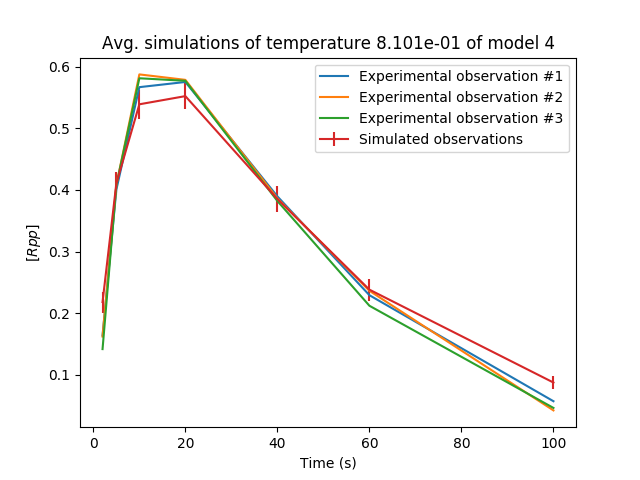 Avg. simulations of temperature 8.101e-01 of model 4
Experimental observation #1
Experimental observation #2
Experimental observation #3
Simulated observations
[Rpp]
0.6
0.5
0.4
0.3
0.2
0.1
0 20 40 60 80 100
Time (s)